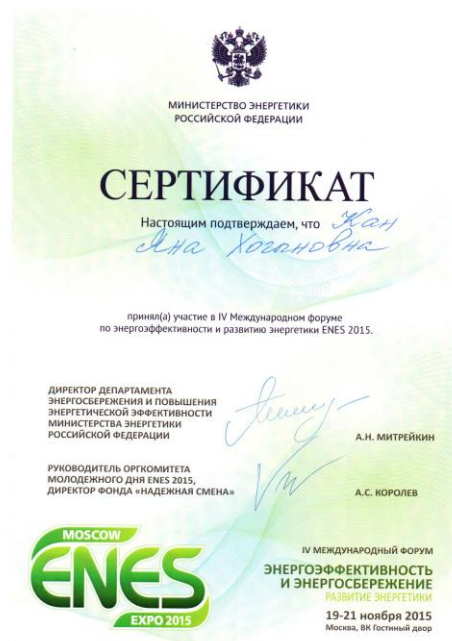 МИНИСТЕРСТВО ЭНЕРГЕТИКИ
РОССИЙСКОЙ ФЕДЕРАЦИИ
СЕРТИФИКАТ
Настоящим подтверждаем, что Кан
Яна Хогановна
принял(а) участие в IV Международном форуме
по энергоэффективности и развитию энергетики ENES 2015.
ДИРЕКТОР ДЕПАРТАМЕНТА
ЭНЕРГОСБЕРЕЖЕНИЯ И ПОВЫШЕНИЯ
ЭНЕРГЕТИЧЕСКОЙ ЭФФЕКТИВНОСТИ
МИНИСТЕРСТВА ЭНЕРГЕТИКИ
РОССИЙСКОЙ ФЕДЕРАЦИИ
А.Н. МИТРЕЙКИН
РУКОВОДИТЕЛЬ ОРГКОМИТЕТА
МОЛОДЕЖНОГО ДНЯ ENES 2015,
ДИРЕКТОР ФОНДА «НАДЕЖНАЯ СМЕНА»
А.С. КОРОЛЕВ
MOSCOW
ENES
EXPO 2015
IV МЕЖДУНАРОДНЫЙ ФОРУМ
ЭНЕРГОЭФФЕКТИВНОСТЬ
И ЭНЕРГОСБЕРЕЖЕНИЕ
РАЗВИТИЕ ЭНЕРГЕТИКИ
19-21 ноября 2015
Москва, ВК Гостиный двор